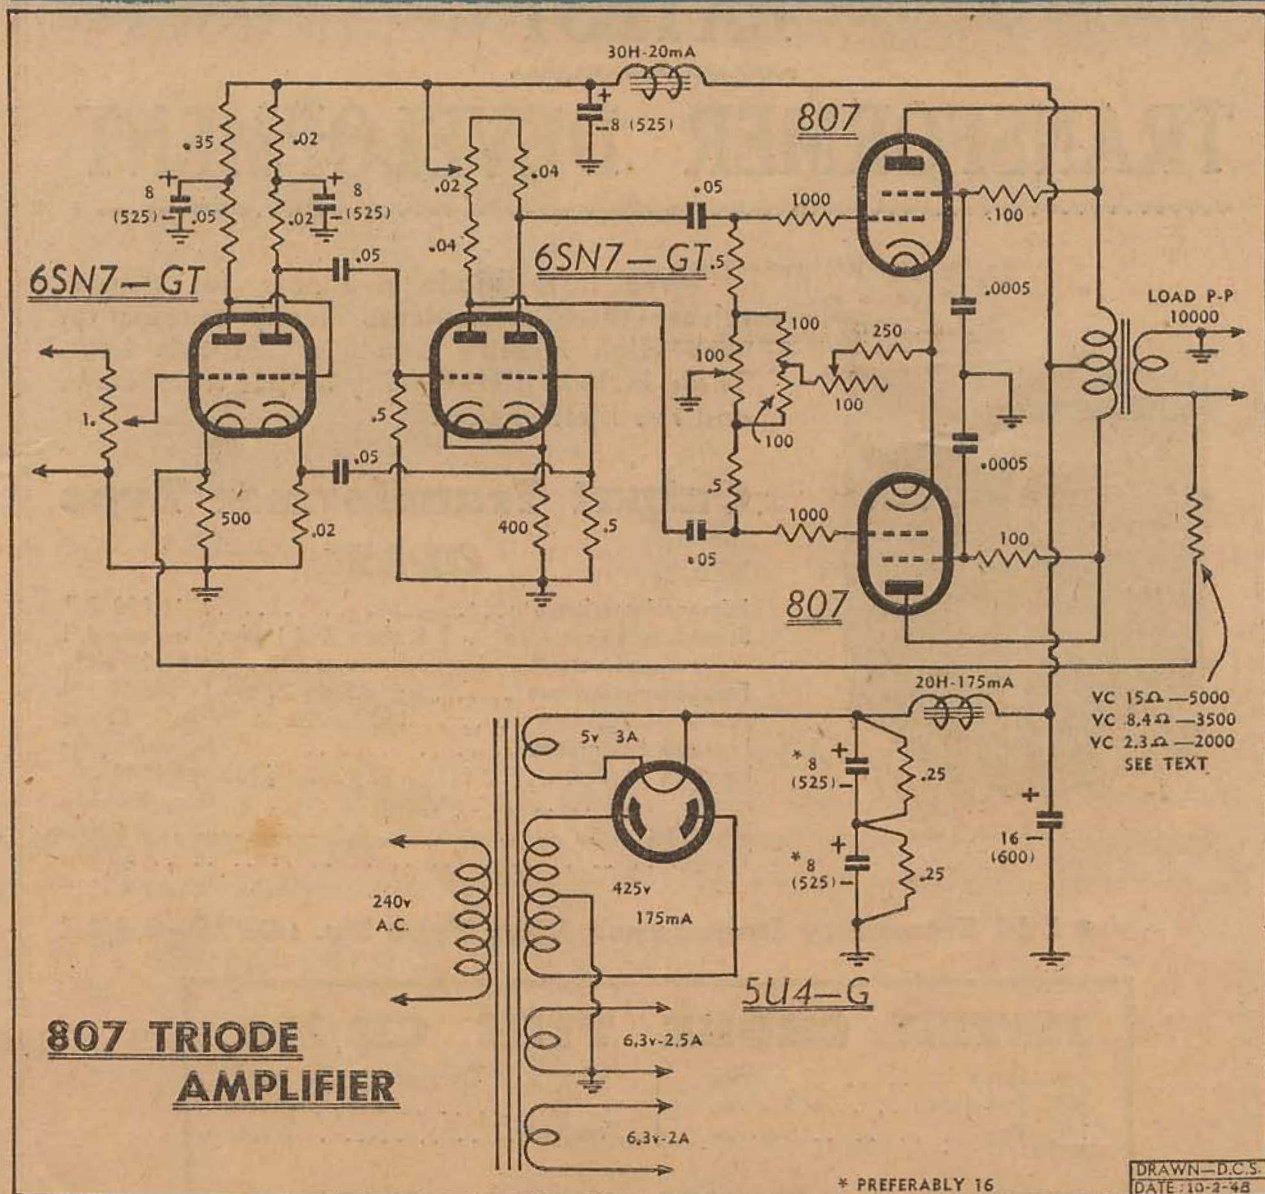 30H-20mA
807
+
8 (525)
.35
.02
+
8
(525)
.05
.02
+
8
(525)
.02
.04
.04
.05
1000
.100
6SN7-GT
.05
6SN7-GT
.5
.0005
LOAD P-P
10000
100
250
100
1.
.5
100
100
.0005
.05
500
.02
400
.5
.5
1000
100
.05
807
20H-175mA
VC 15Ω—5000
VC 8.4Ω—3500
VC 2.3Ω—2000
SEE TEXT
5v 3A
* 8
(525)
+
.25
+
16
(600)
* 8
(525)
+
.25
240v
A.C.
425v
175mA
5U4-G
807 TRIODE
AMPLIFIER
6.3v-2.5A
6.3v-2A
* PREFERABLY 16
DRAWN—D.C.S.
DATE:10-2-48